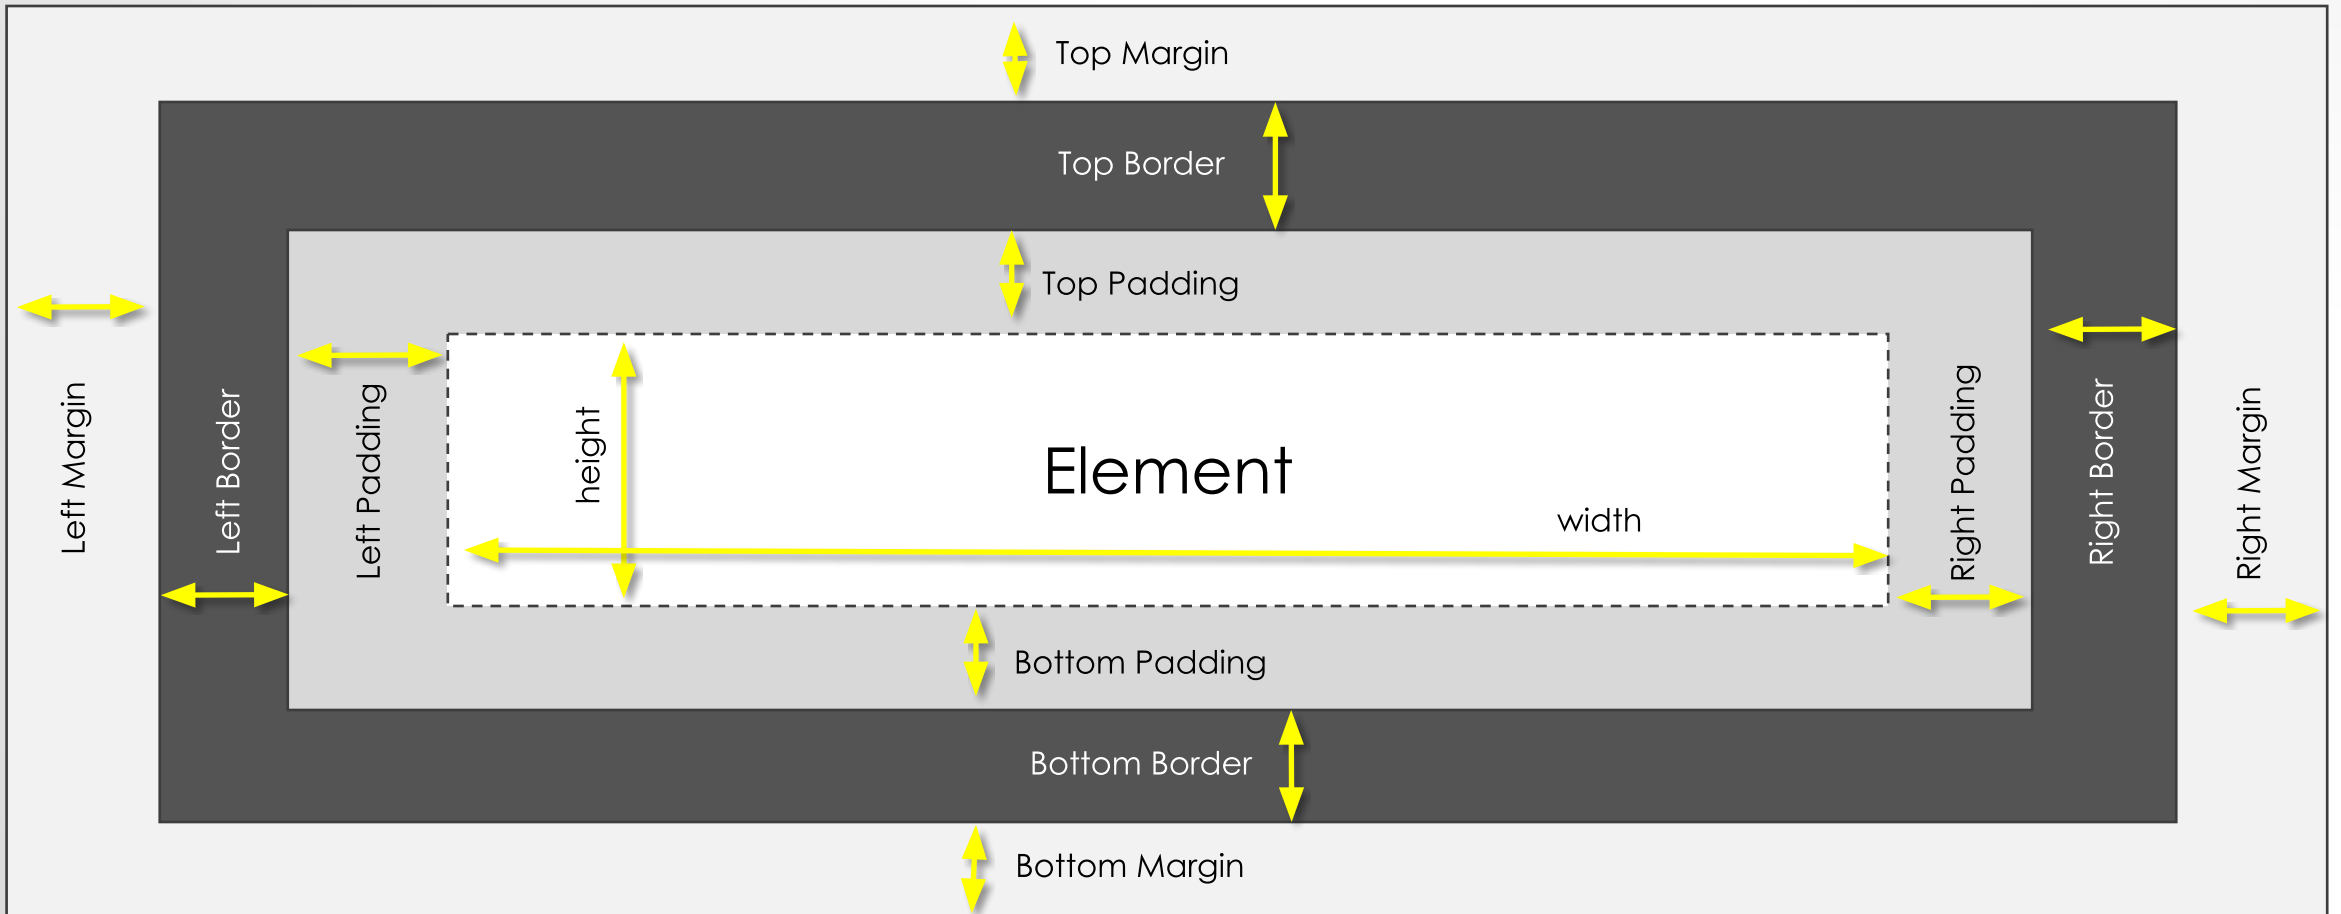 Top Margin
Top Border
Top Padding
Left Margin
Left Border
Left Padding
height
Element
width
Right Padding
Right Border
Right Margin
Bottom Padding
Bottom Border
Bottom Margin